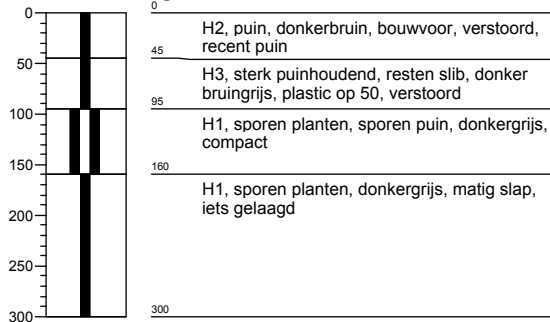 0
0
H2, puin, donkerbruin, bouwvoor, verstoord,
recent puin
45
50
H3, sterk puinhoudend, resten slib, donker
bruingrijs, plastic op 50, verstoord
95
100
H1, sporen planten, sporen puin, donkergrijs,
compact
150
160
H1, sporen planten, donkergrijs, matig slap,
iets gelaagd
200
250
300
300